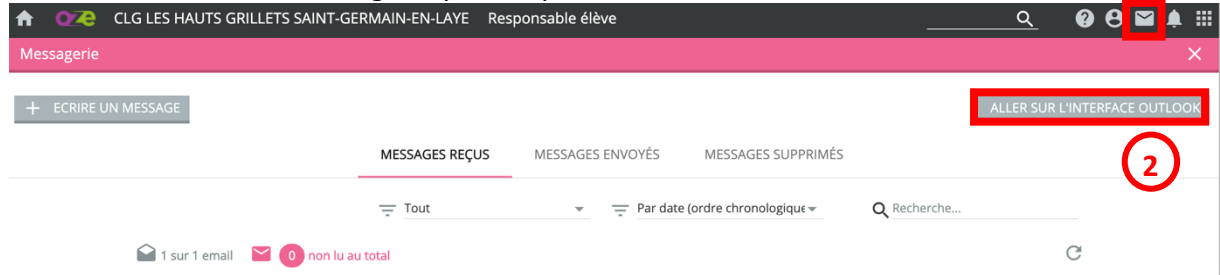 oze CLG LES HAUTS GRILLETS SAINT-GERMAIN-EN-LAYE Responsable élève
Messagerie
+ ECRIRE UN MESSAGE ALLER SUR L'INTERFACE OUTLOOK
MESSAGES REÇUS MESSAGES ENVOYÉS MESSAGES SUPPRIMÉS
2
Tout Par date (ordre chronologique Recherche...
1 sur 1 email 0 non lu au total